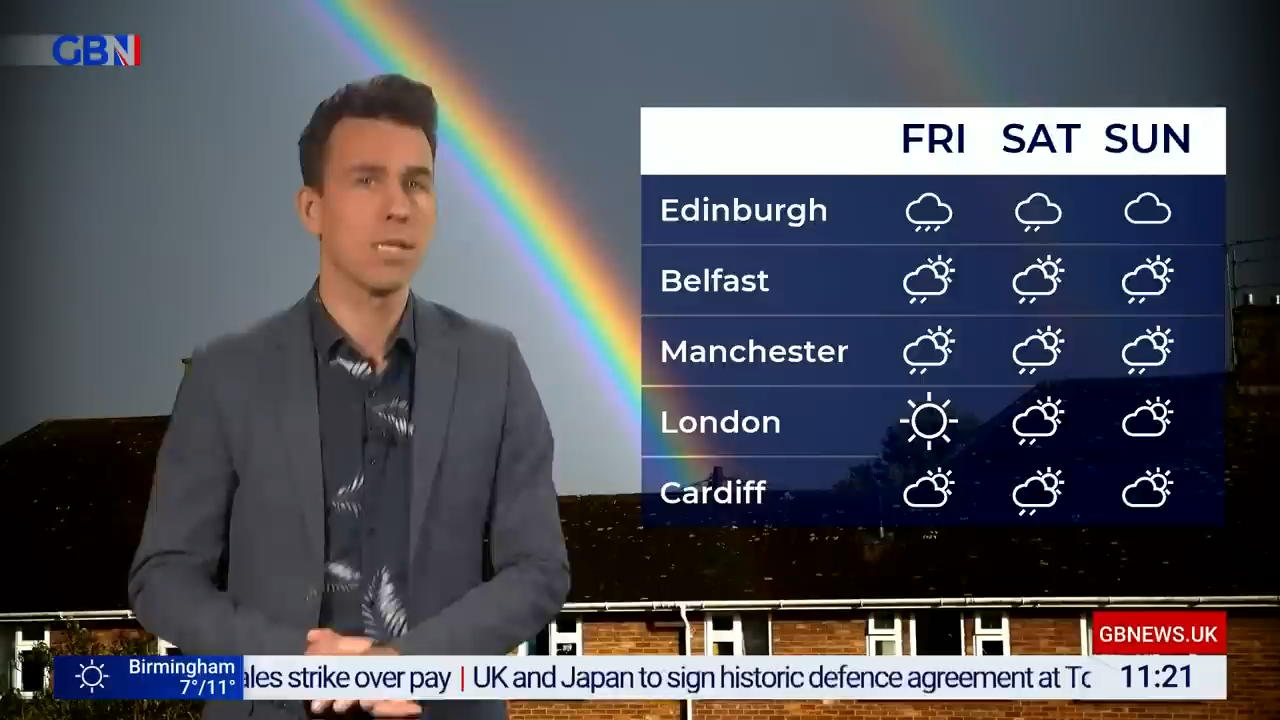 GBN
FRI SAT SUN
Edinburgh
Belfast
Manchester
London
Cardiff
GBNEWS.UK
Birmingham
7°/11°
ales strike over pay | UK and Japan to sign historic defence agreement at To
11:21